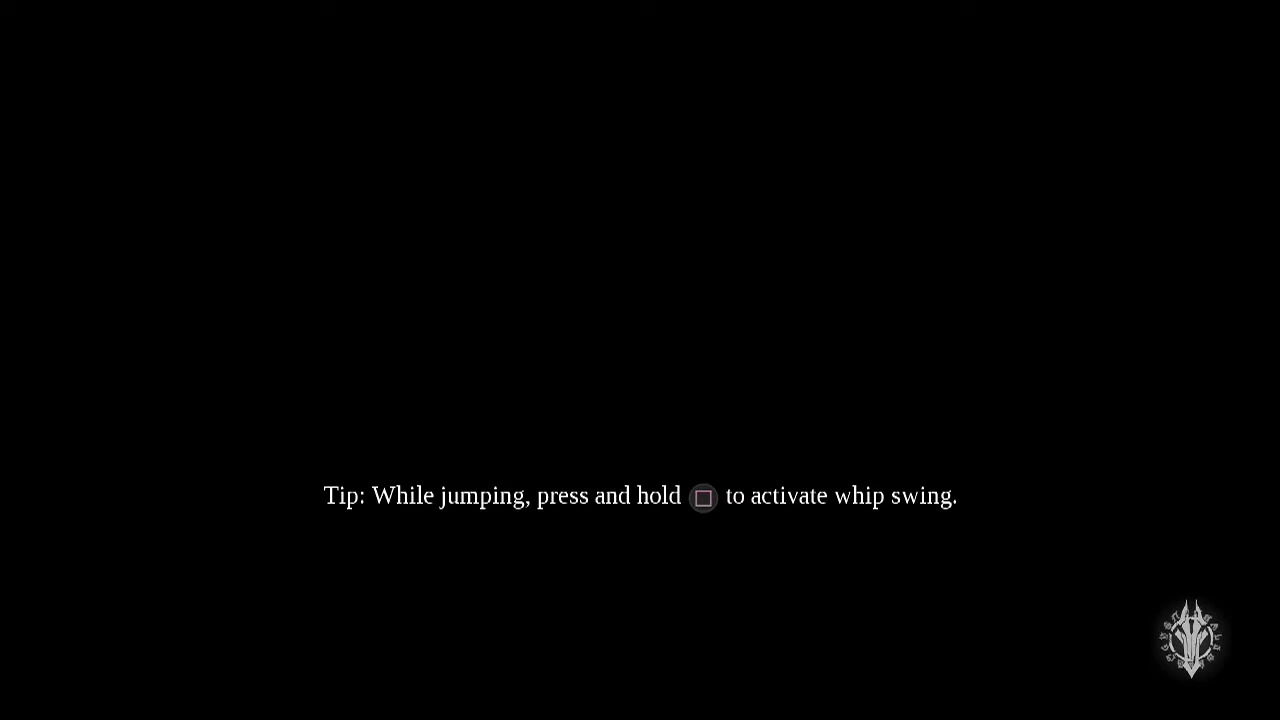 Tip: While jumping, press and hold □ to activate whip swing.